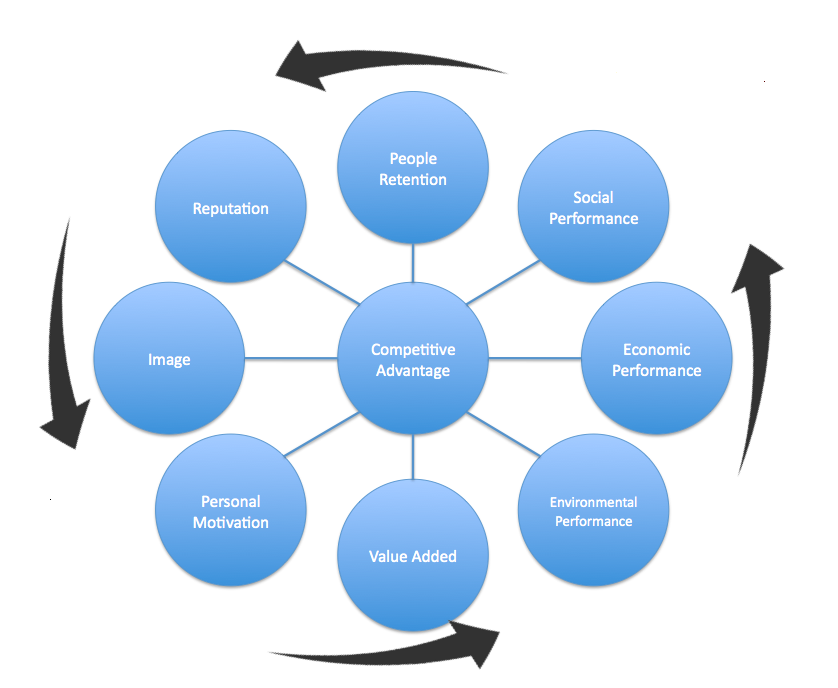 People
Retention
Social
Performance
Reputation
Competitive
Advantage
Economic
Performance
Image
Personal
Motivation
Environmental
Performance
Value Added